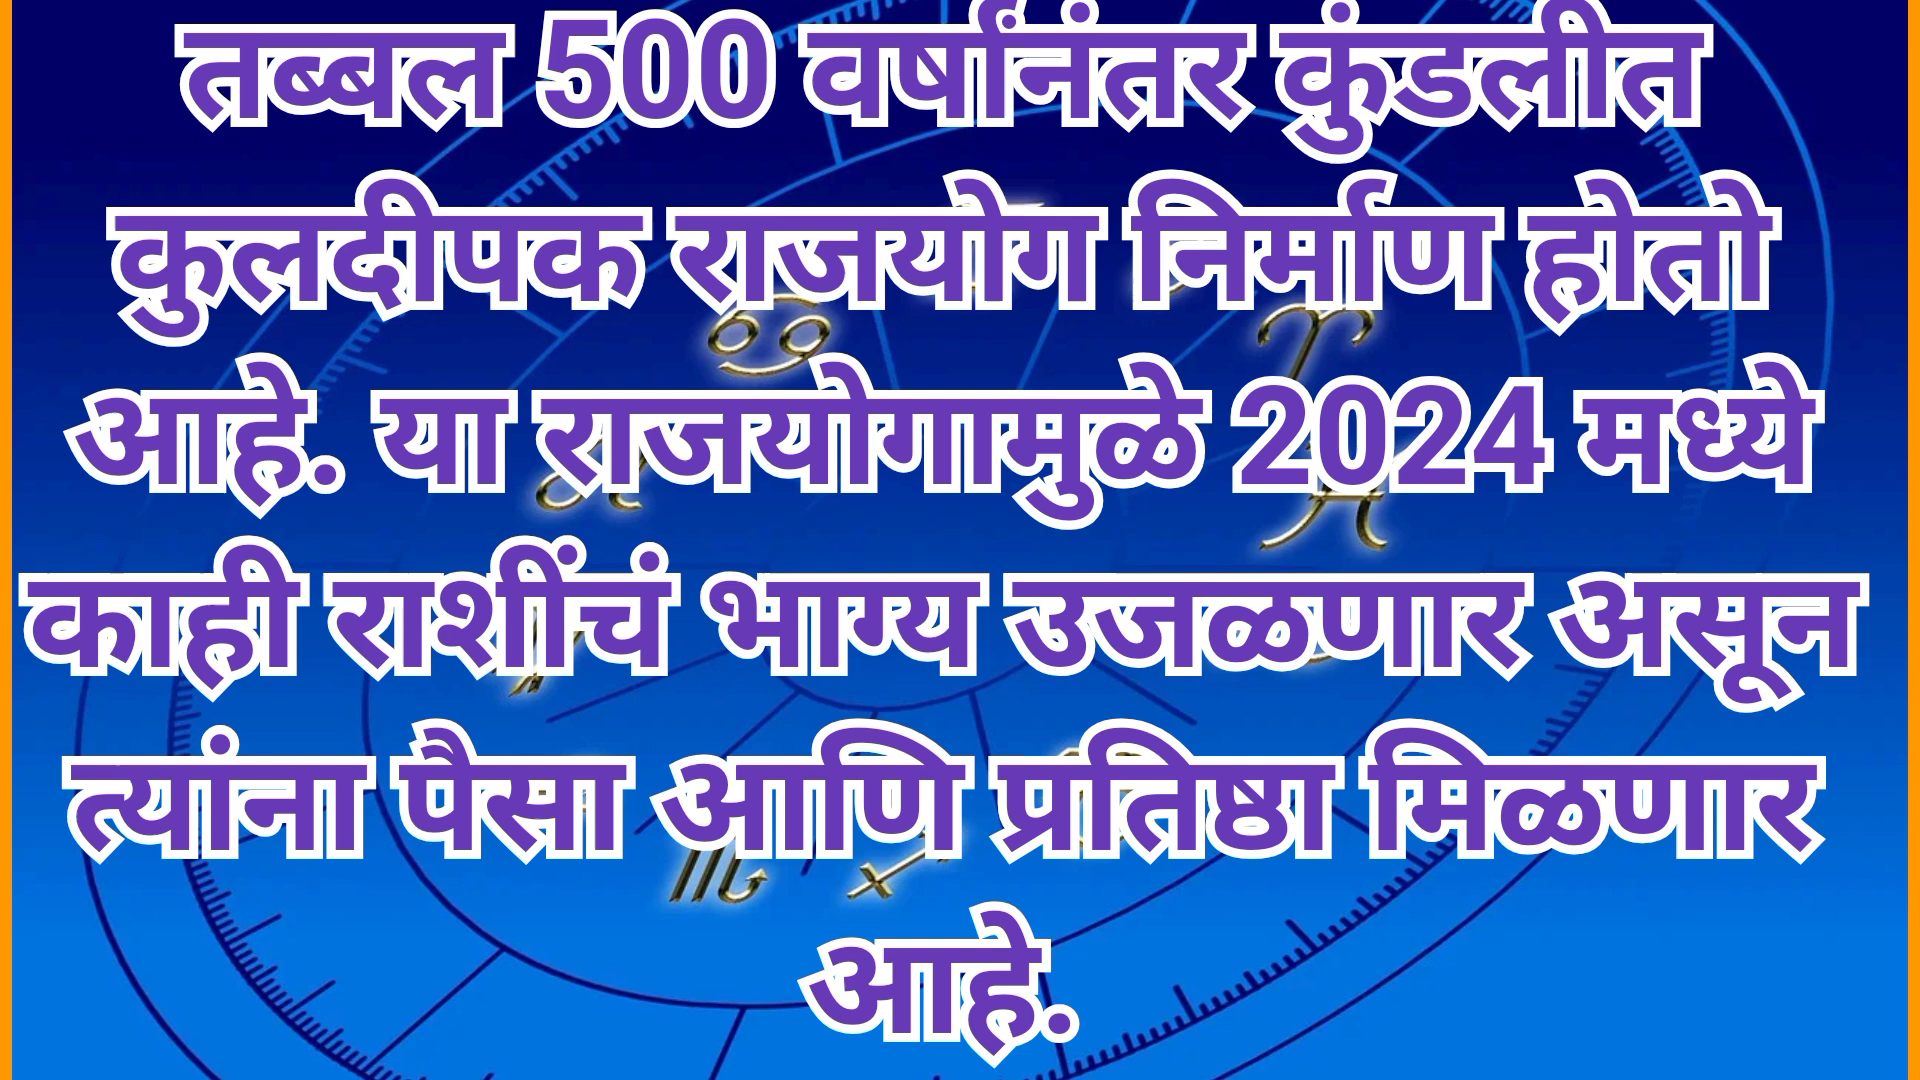 तब्बल 500 वर्षांनंतर कुंडलीत
कुलदीपक राजयोग निर्माण होतो
आहे. या राजयोगामुळे 2024 मध्ये
काही राशींचं भाग्य उजळणार असून
त्यांना पैसा आणि प्रतिष्ठा मिळणार
आहे.